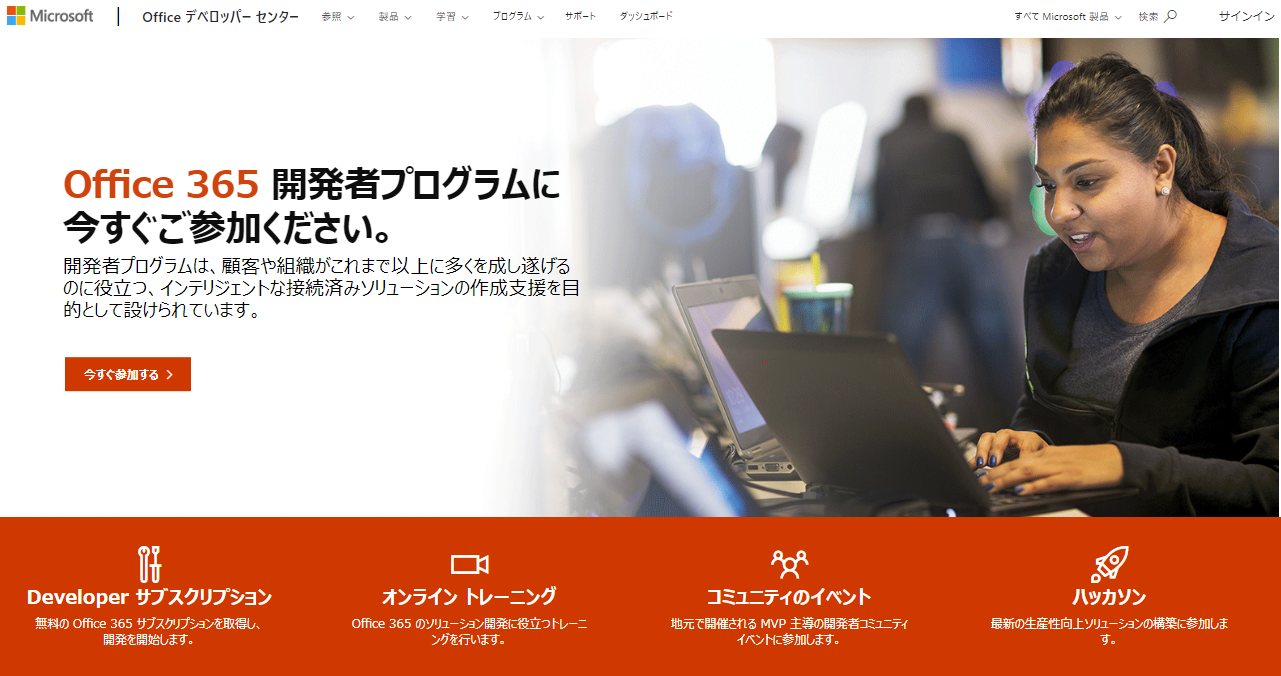 Microsoft
Office デベロッパー センター
参照
製品
学習
プログラム
サポート
ダッシュボード
すべて Microsoft 製品
検索
サインイン
Office 365 開発者プログラムに
今すぐご参加ください。
開発者プログラムは、顧客や組織がこれまで以上に多くを成し遂げる
のに役立つ、インテリジェントな接続済みソリューションの作成支援を目
的として設けられています。
今すぐ参加する
Developer サブスクリプション
無料の Office 365 サブスクリプションを取得し、
開発を開始します。
オンライン トレーニング
Office 365 のソリューション開発に役立つトレーニ
ングを行います。
コミュニティのイベント
地元で開催される MVP 主導の開発者コミュニティ
イベントに参加します。
ハッカソン
最新の生産性向上ソリューションの構築に参加しま
す。